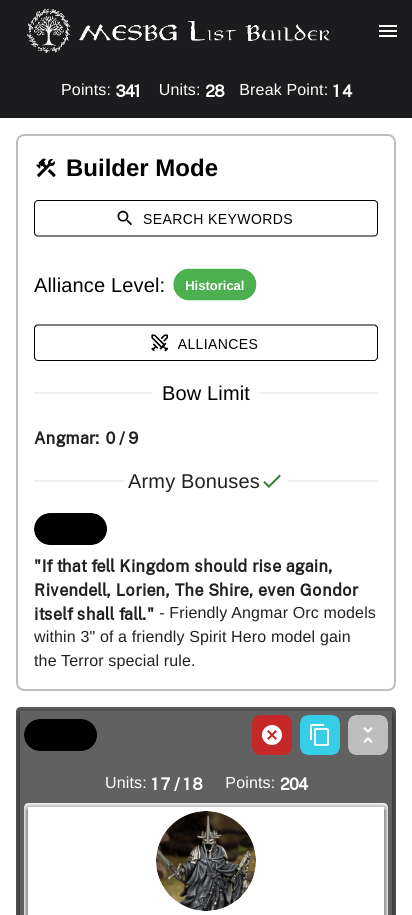 MESBG List Builder
Points: 341 Units: 28 Break Point: 14
Builder Mode
SEARCH KEYWORDS
Alliance Level: Historical
ALLIANCES
Bow Limit
Angmar: 0 / 9
Army Bonuses
"If that fell Kingdom should rise again,
Rivendell, Lorien, The Shire, even Gondor
itself shall fall." - Friendly Angmar Orc models
within 3" of a friendly Spirit Hero model gain
the Terror special rule.
Units: 17 / 18 Points: 204